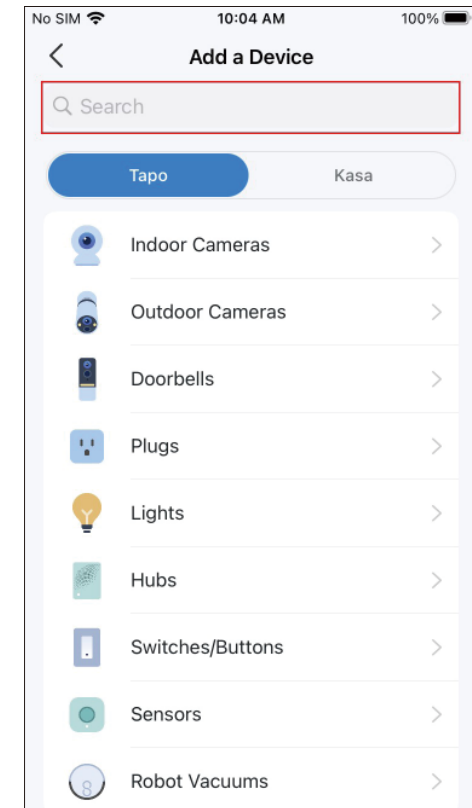 No SIM 10:04 AM 100%
Add a Device
Search
Tapo Kasa
Indoor Cameras
Outdoor Cameras
Doorbells
Plugs
Lights
Hubs
Switches/Buttons
Sensors
Robot Vacuums